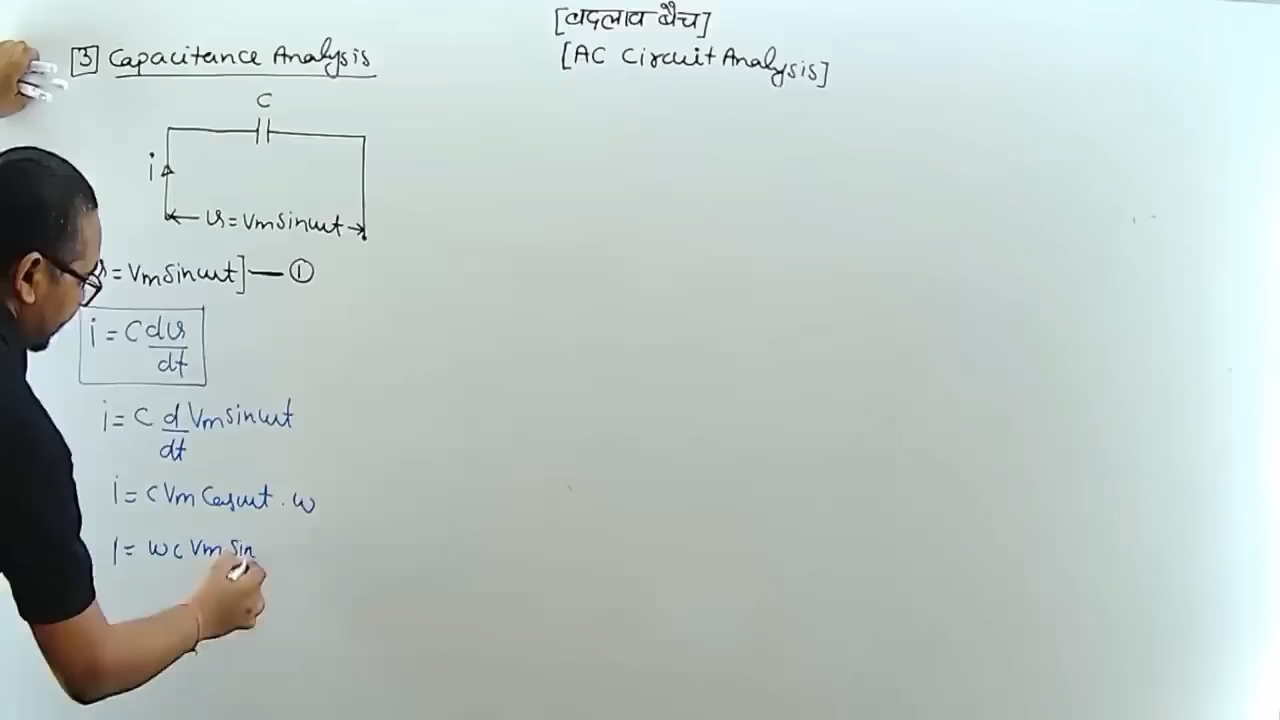 [बदलाव बैच]
[AC Circuit Analysis]
[3] Capacitance Analysis
C
i
v = Vm sinωt
= Vm sinωt] — ①
i = C dv/dt
i = C d/dt Vm sinωt
i = C Vm Cosωt . ω
i = ωC Vm Sin